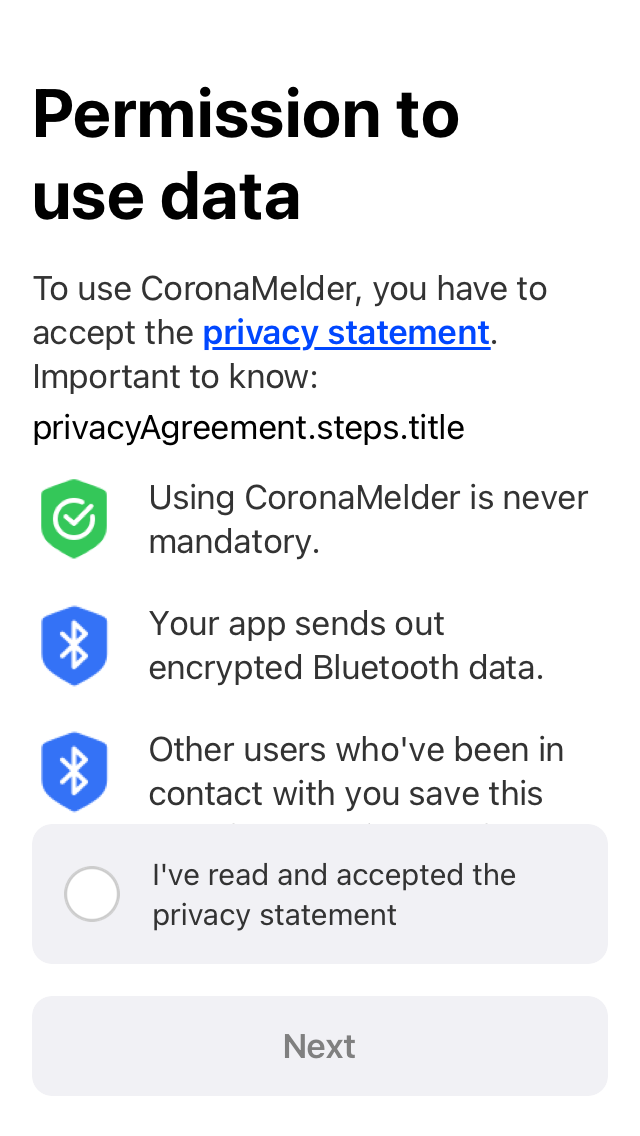 Permission to
use data
To use CoronaMelder, you have to
accept the privacy statement.
Important to know:
privacyAgreement.steps.title
Using CoronaMelder is never
mandatory.
Your app sends out
encrypted Bluetooth data.
Other users who've been in
contact with you save this
I've read and accepted the
privacy statement
Next